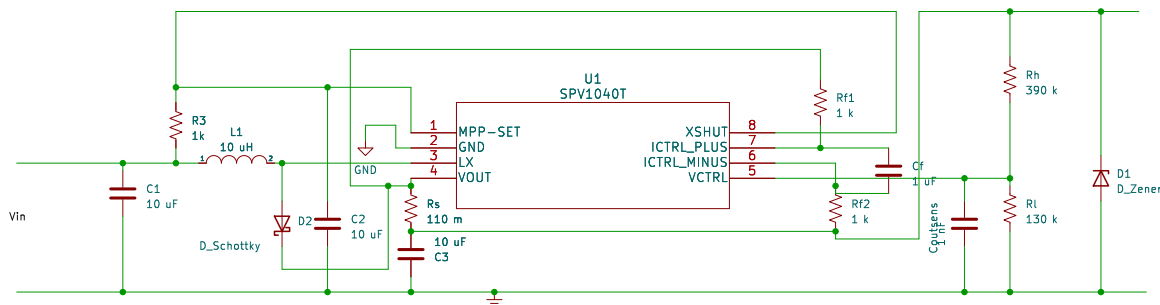 U1
SPV1040T
1
2
3
4
MPP-SET
GND
LX
VOUT
XSHUT
ICTRL_PLUS
ICTRL_MINUS
VCTRL
8
7
6
5
R3
1k
L1
10 uH
1
2
GND
C1
10 uF
Vin
D2
D_Schottky
C2
10 uF
Rs
110 m
10 uF
C3
Rf1
1 k
Cf
1 uF
Rf2
1 k
Coutsens
1 nF
Rh
390 k
Rl
130 k
D1
D_Zener